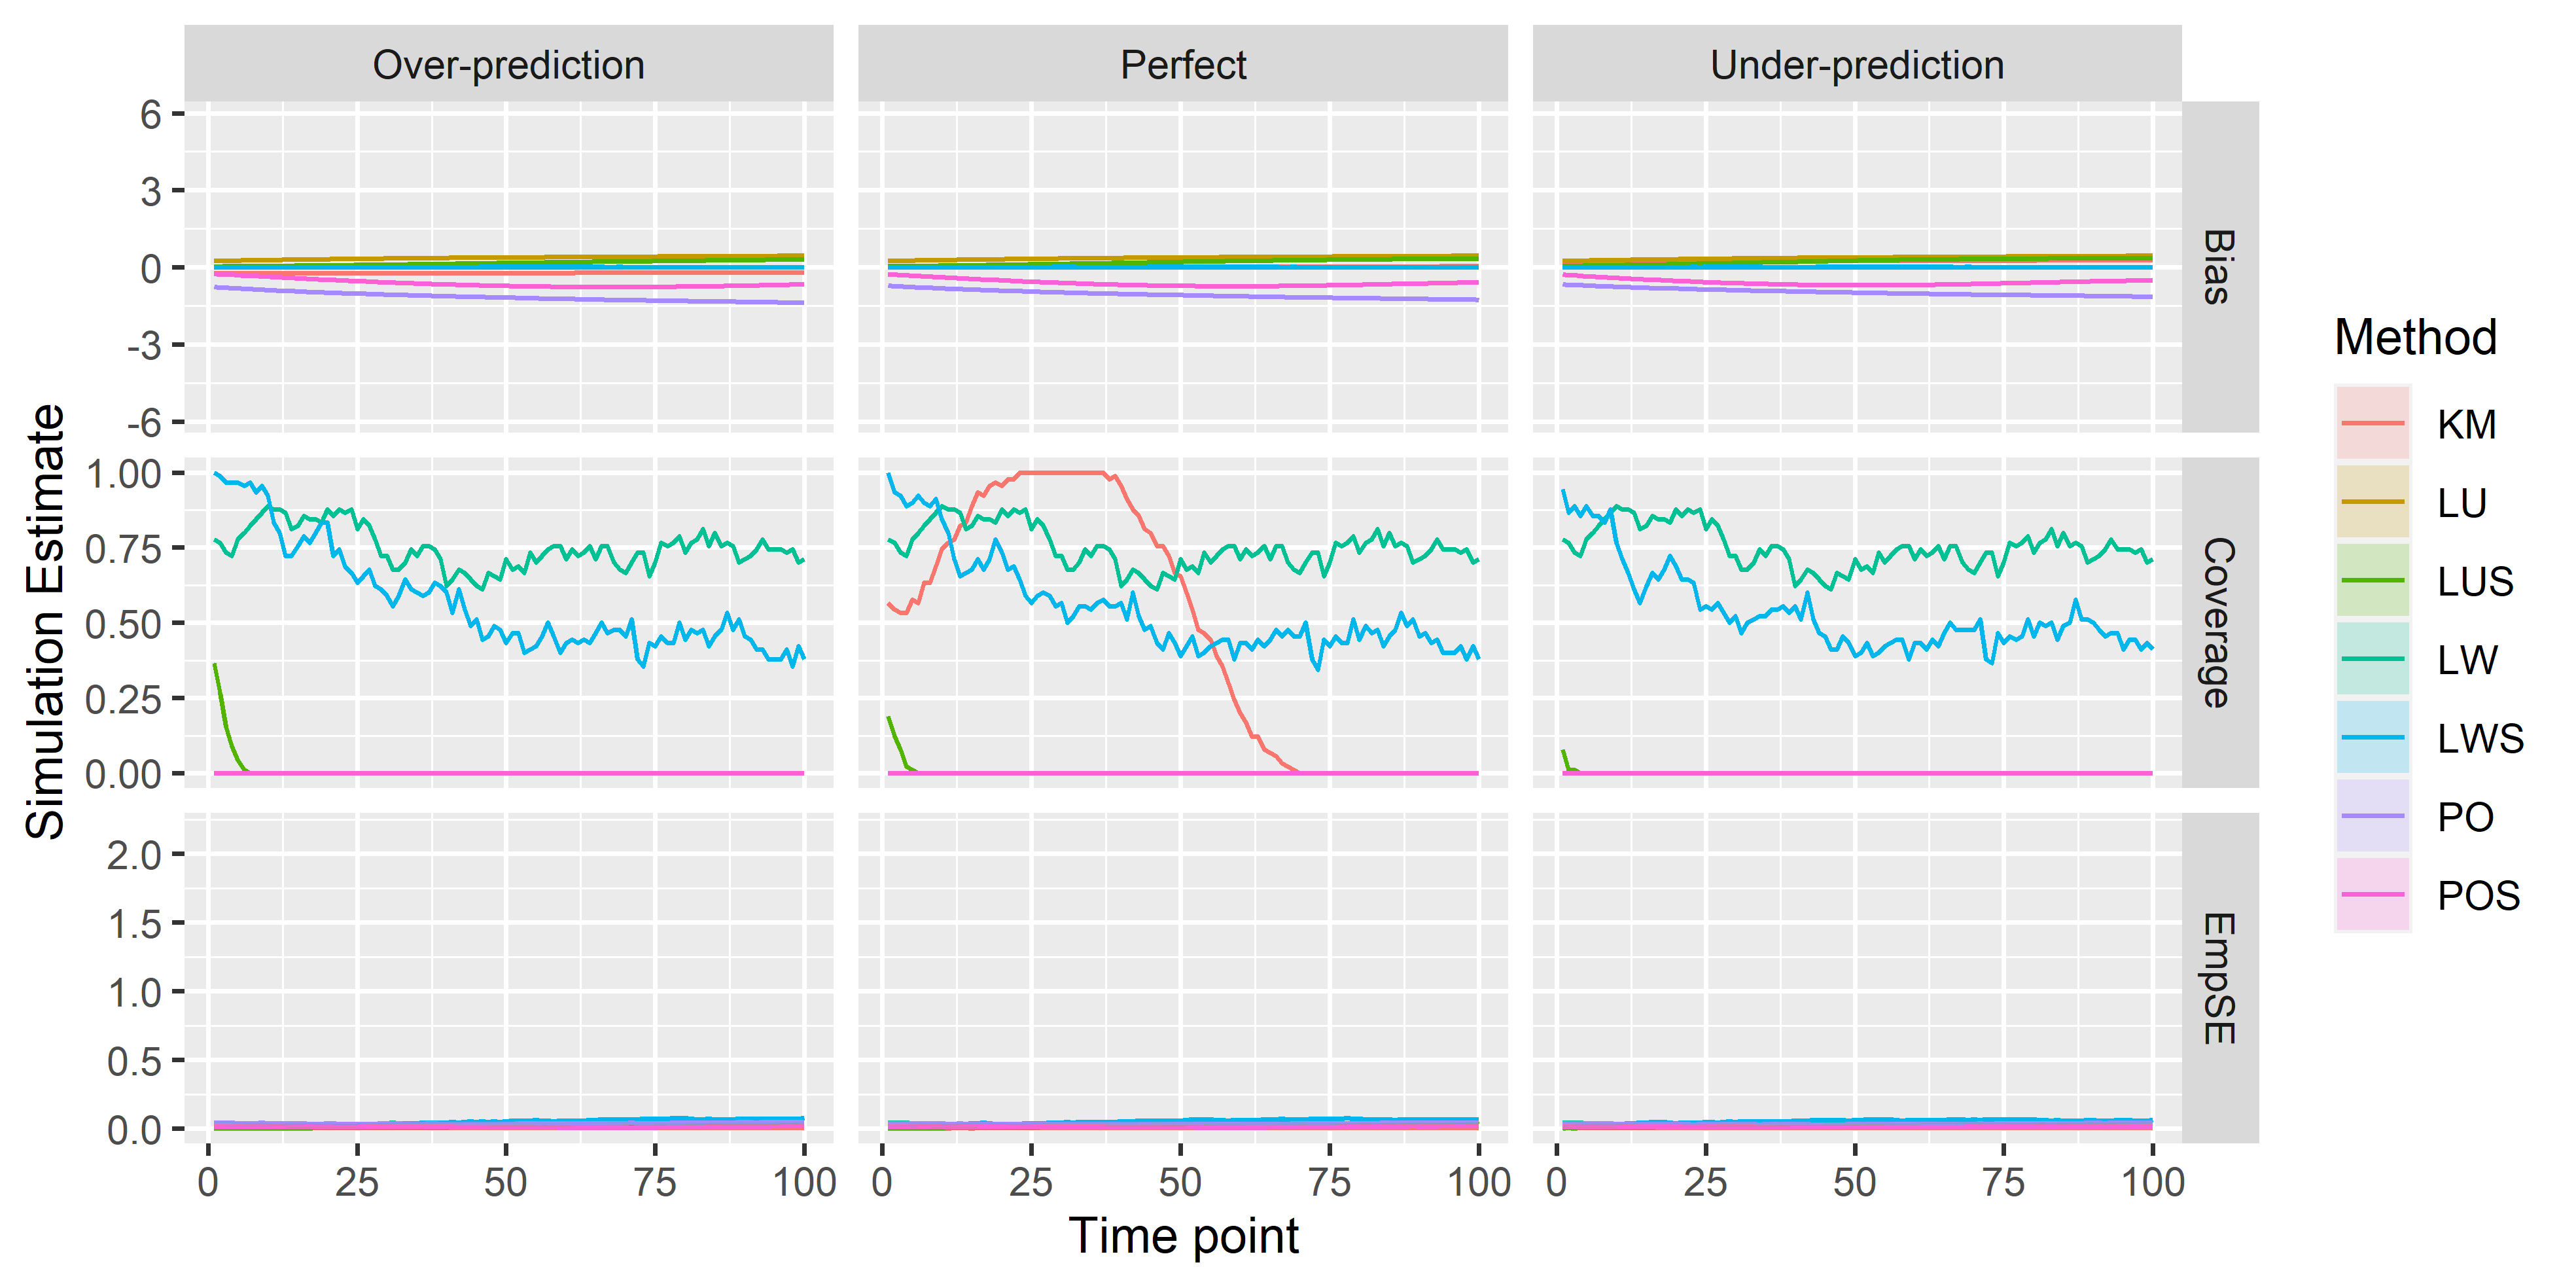 Over-prediction
Perfect
Under-prediction
6
3
0
-3
-6
Bias
1.00
0.75
0.50
0.25
0.00
Coverage
2.0
1.5
1.0
0.5
0.0
EmpSE
0 25 50 75 100
0 25 50 75 100
0 25 50 75 100
Time point
Simulation Estimate
Method
KM
LU
LUS
LW
LWS
PO
POS